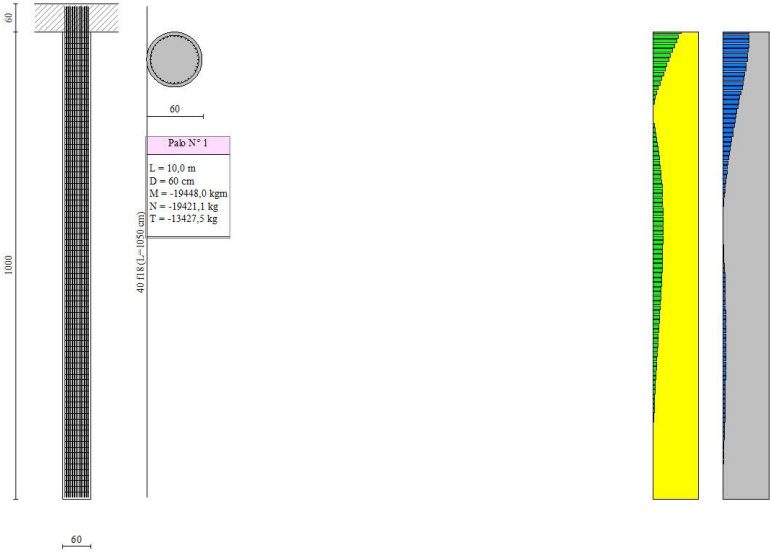 60
60
Palo N° 1
L = 10,0 m
D = 60 cm
M = -19448,0 kgm
N = -19421,1 kg
T = -13427,5 kg
40 f18 (L=1050 cm)
1000
60